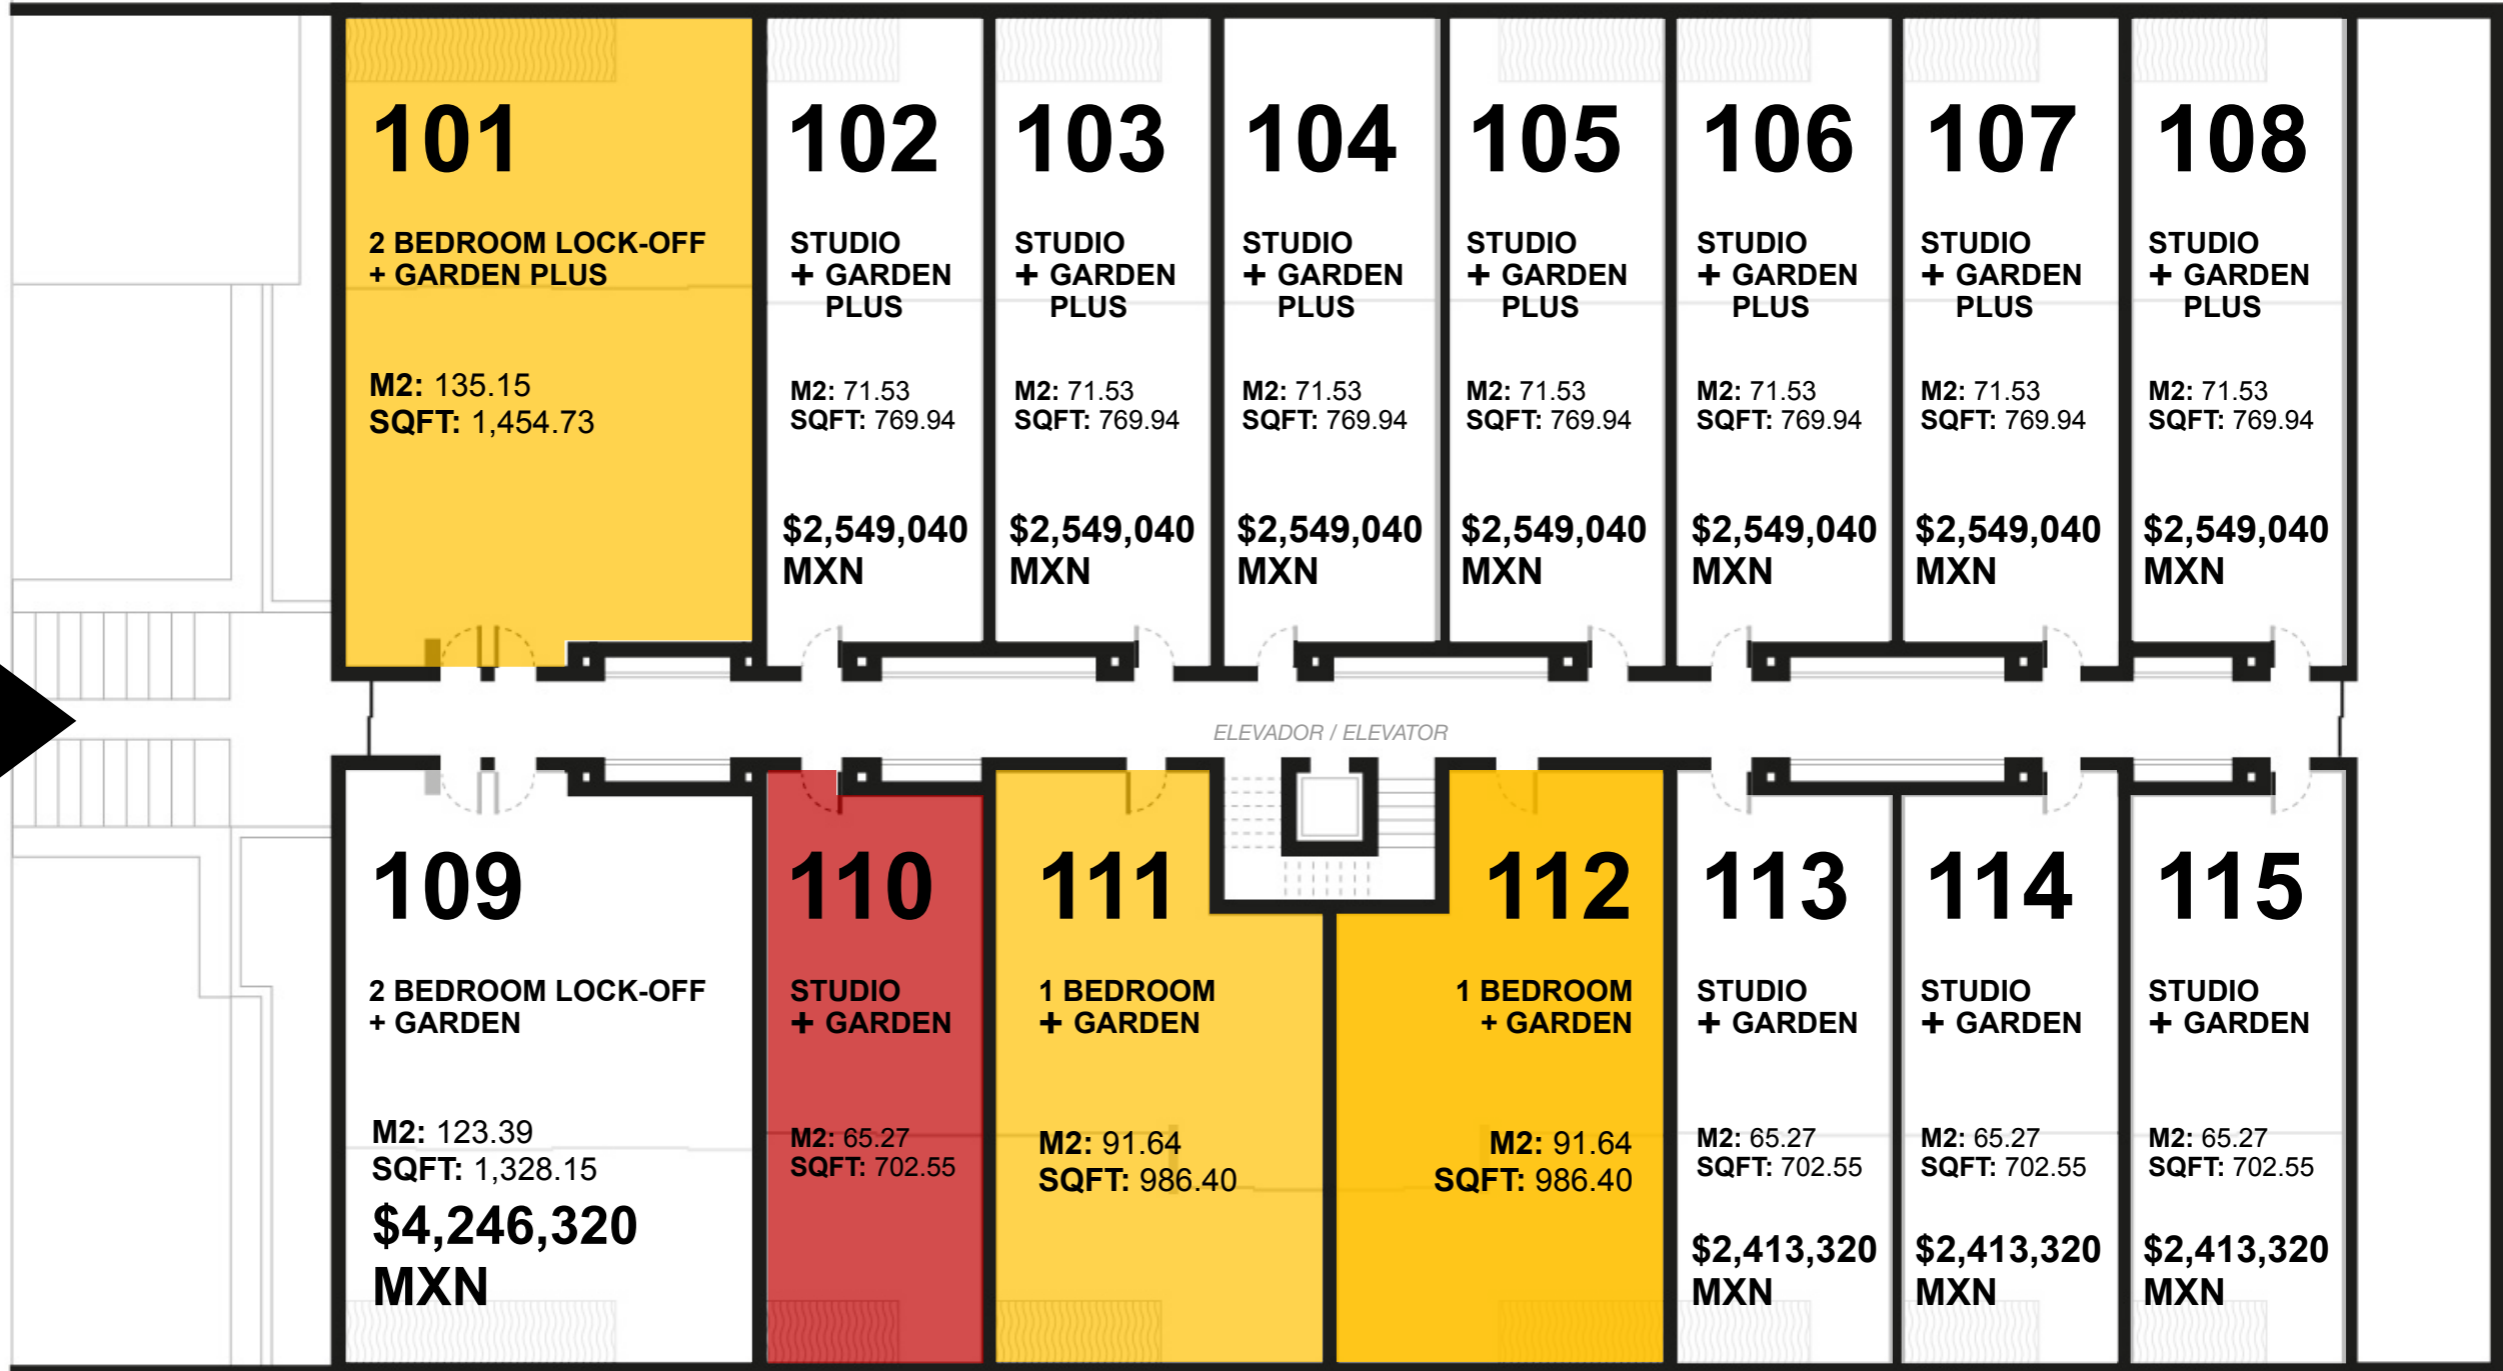 101
2 BEDROOM LOCK-OFF
+ GARDEN PLUS
M2: 135.15
SQFT: 1,454.73
102
STUDIO
+ GARDEN
PLUS
M2: 71.53
SQFT: 769.94
$2,549,040
MXN
103
STUDIO
+ GARDEN
PLUS
M2: 71.53
SQFT: 769.94
$2,549,040
MXN
104
STUDIO
+ GARDEN
PLUS
M2: 71.53
SQFT: 769.94
$2,549,040
MXN
105
STUDIO
+ GARDEN
PLUS
M2: 71.53
SQFT: 769.94
$2,549,040
MXN
106
STUDIO
+ GARDEN
PLUS
M2: 71.53
SQFT: 769.94
$2,549,040
MXN
107
STUDIO
+ GARDEN
PLUS
M2: 71.53
SQFT: 769.94
$2,549,040
MXN
108
STUDIO
+ GARDEN
PLUS
M2: 71.53
SQFT: 769.94
$2,549,040
MXN
ELEVADOR / ELEVATOR
109
2 BEDROOM LOCK-OFF
+ GARDEN
M2: 123.39
SQFT: 1,328.15
$4,246,320
MXN
110
STUDIO
+ GARDEN
M2: 65.27
SQFT: 702.55
111
1 BEDROOM
+ GARDEN
M2: 91.64
SQFT: 986.40
112
1 BEDROOM
+ GARDEN
M2: 91.64
SQFT: 986.40
113
STUDIO
+ GARDEN
M2: 65.27
SQFT: 702.55
$2,413,320
MXN
114
STUDIO
+ GARDEN
M2: 65.27
SQFT: 702.55
$2,413,320
MXN
115
STUDIO
+ GARDEN
M2: 65.27
SQFT: 702.55
$2,413,320
MXN